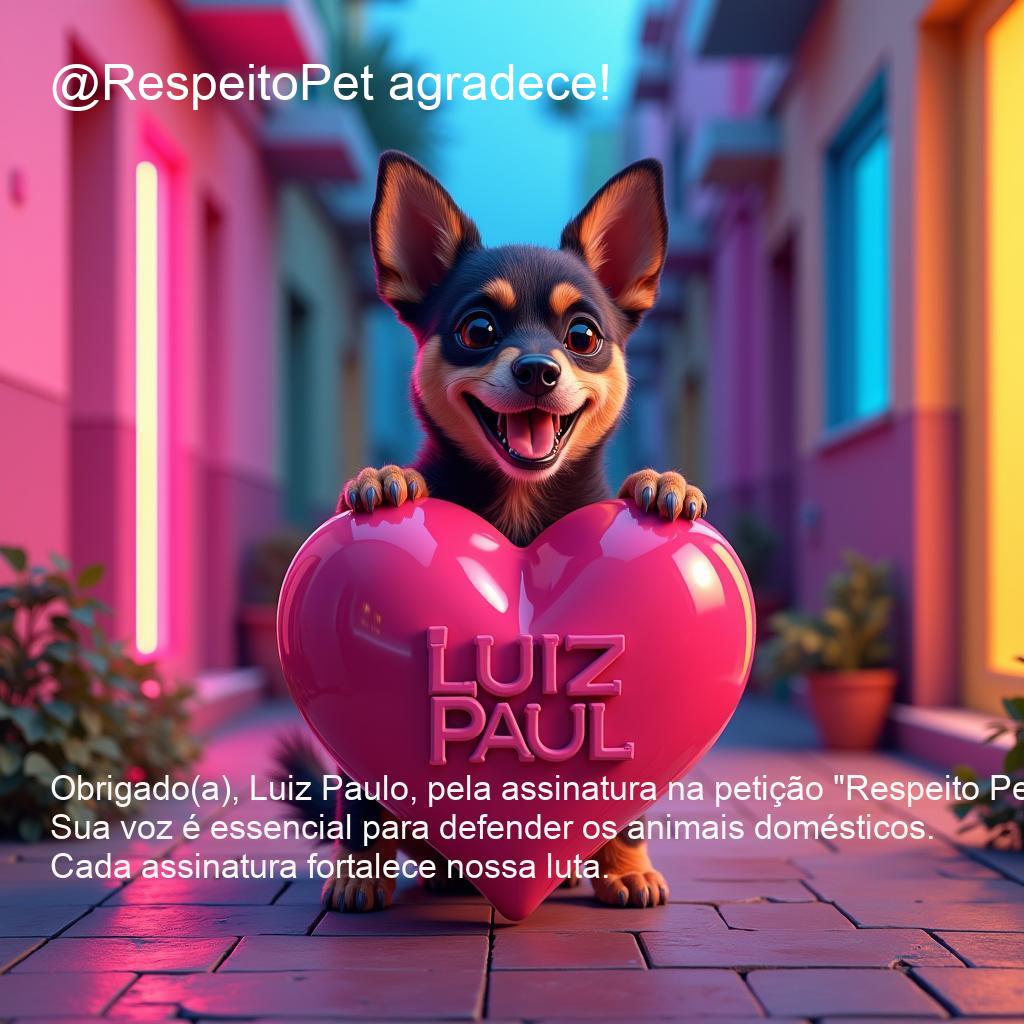 @RespeitoPet agradece!
LUIZ
PAUL
Obrigado(a), Luiz Paulo, pela assinatura na petição "Respeito Pe
Sua voz é essencial para defender os animais domésticos.
Cada assinatura fortalece nossa luta.